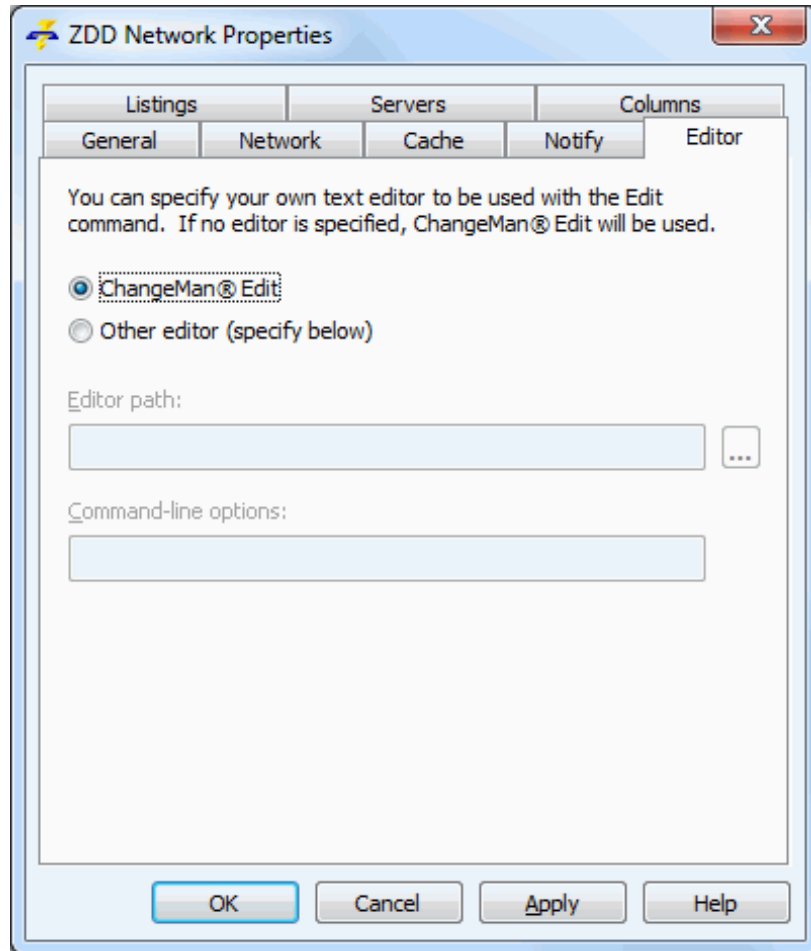 ZDD Network Properties
Listings Servers Columns
General Network Cache Notify Editor
You can specify your own text editor to be used with the Edit
command.  If no editor is specified, ChangeMan® Edit will be used.
ChangeMan® Edit
Other editor (specify below)
Editor path:
...
Command-line options:
OK Cancel Apply Help